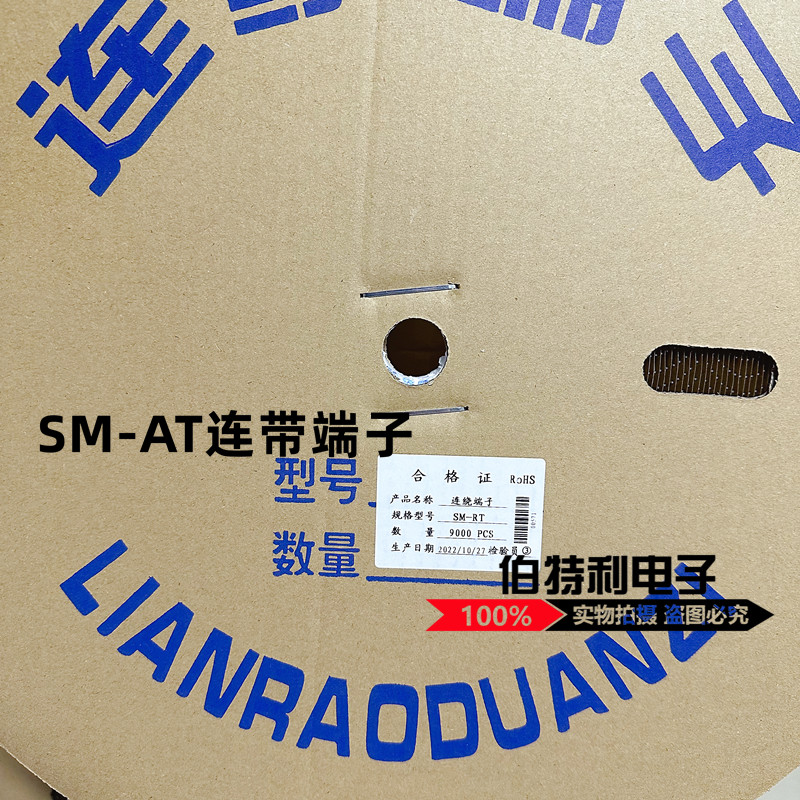 连
SM-AT连带端子
型号
数量
合格证 RoHS
产品名称 连绕端子
规格型号 SM-RT
数量 9000 PCS
生产日期 2022/10/27 检验员③
伯特利电子
100% 实物拍摄 盗图必究
LIANRAODUANZI